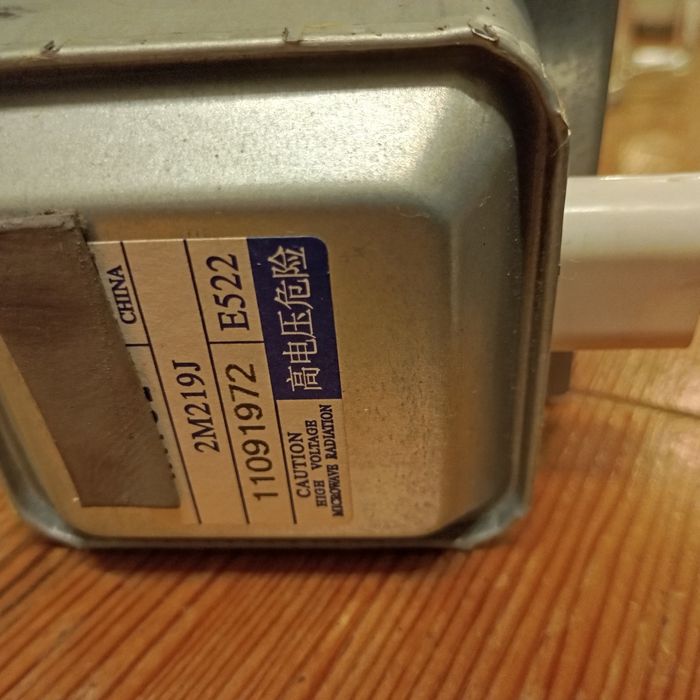 CHINA
2M219J
11091972
E522
高电压危险
CAUTION
HIGH VOLTAGE
MICROWAVE RADIATION